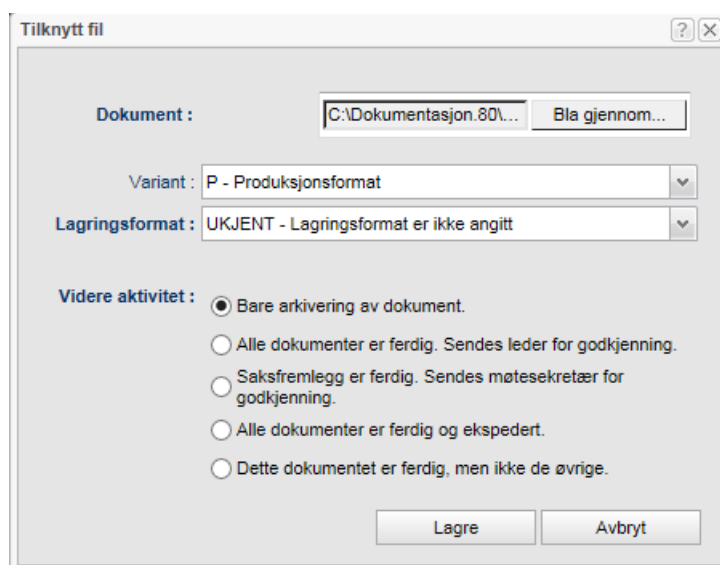 Tilknytt fil
Dokument : C:\Dokumentasjon.80\... Bla gjennom...
Variant : P - Produksjonsformat
Lagringsformat : UKJENT - Lagringsformat er ikke angitt
Videre aktivitet : Bare arkivering av dokument.
Alle dokumenter er ferdig. Sendes leder for godkjenning.
Saksfremlegg er ferdig. Sendes møtesekretær for
godkjenning.
Alle dokumenter er ferdig og ekspedert.
Dette dokumentet er ferdig, men ikke de øvrige.
Lagre Avbryt